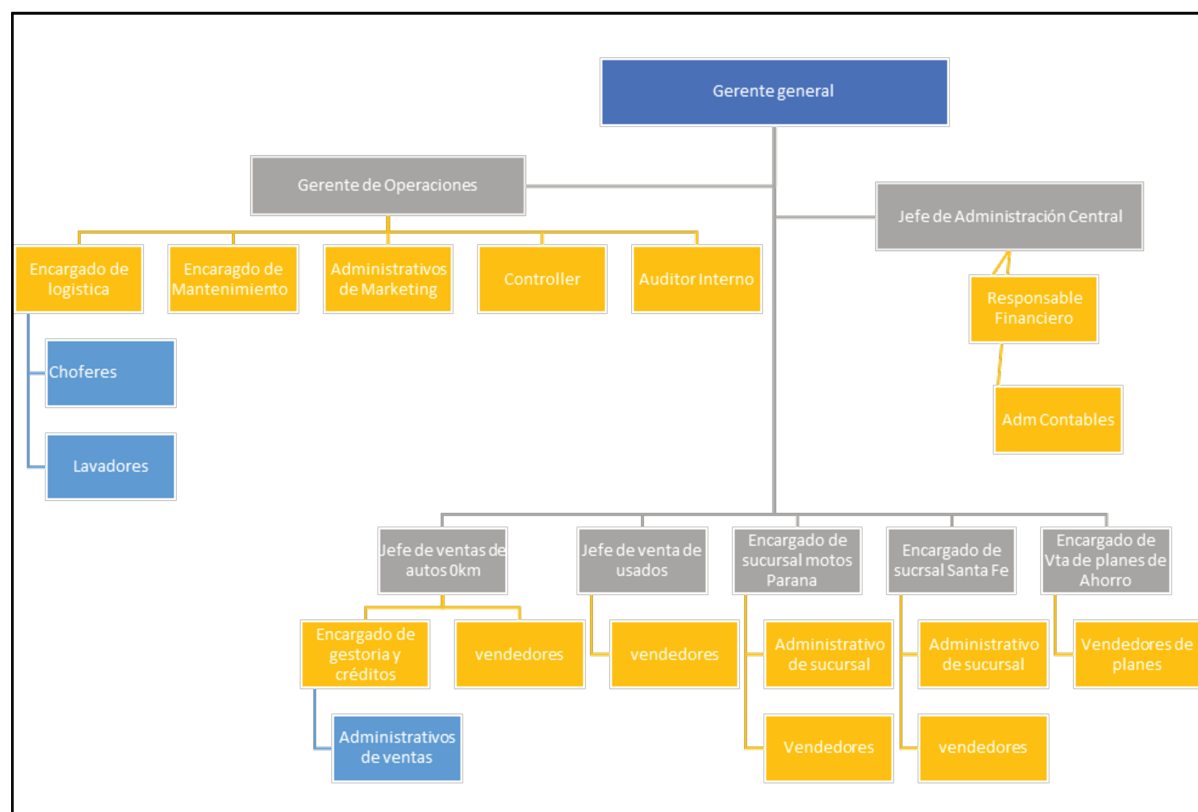 Gerente general
Gerente de Operaciones
Jefe de Administración Central
Encargado de
logistica
Encaragdo de
Mantenimiento
Administrativos
de Marketing
Controller
Auditor Interno
Responsable
Financiero
Choferes
Adm Contables
Lavadores
Jefe de ventas de
autos 0km
Jefe de venta de
usados
Encargado de
sucursal motos
Parana
Encargado de
sucrsal Santa Fe
Encargado de
Vta de planes de
Ahorro
Encargado de
gestoria y
créditos
vendedores
vendedores
Administrativo
de sucursal
Administrativo
de sucursal
Vendedores de
planes
Administrativos
de ventas
Vendedores
vendedores